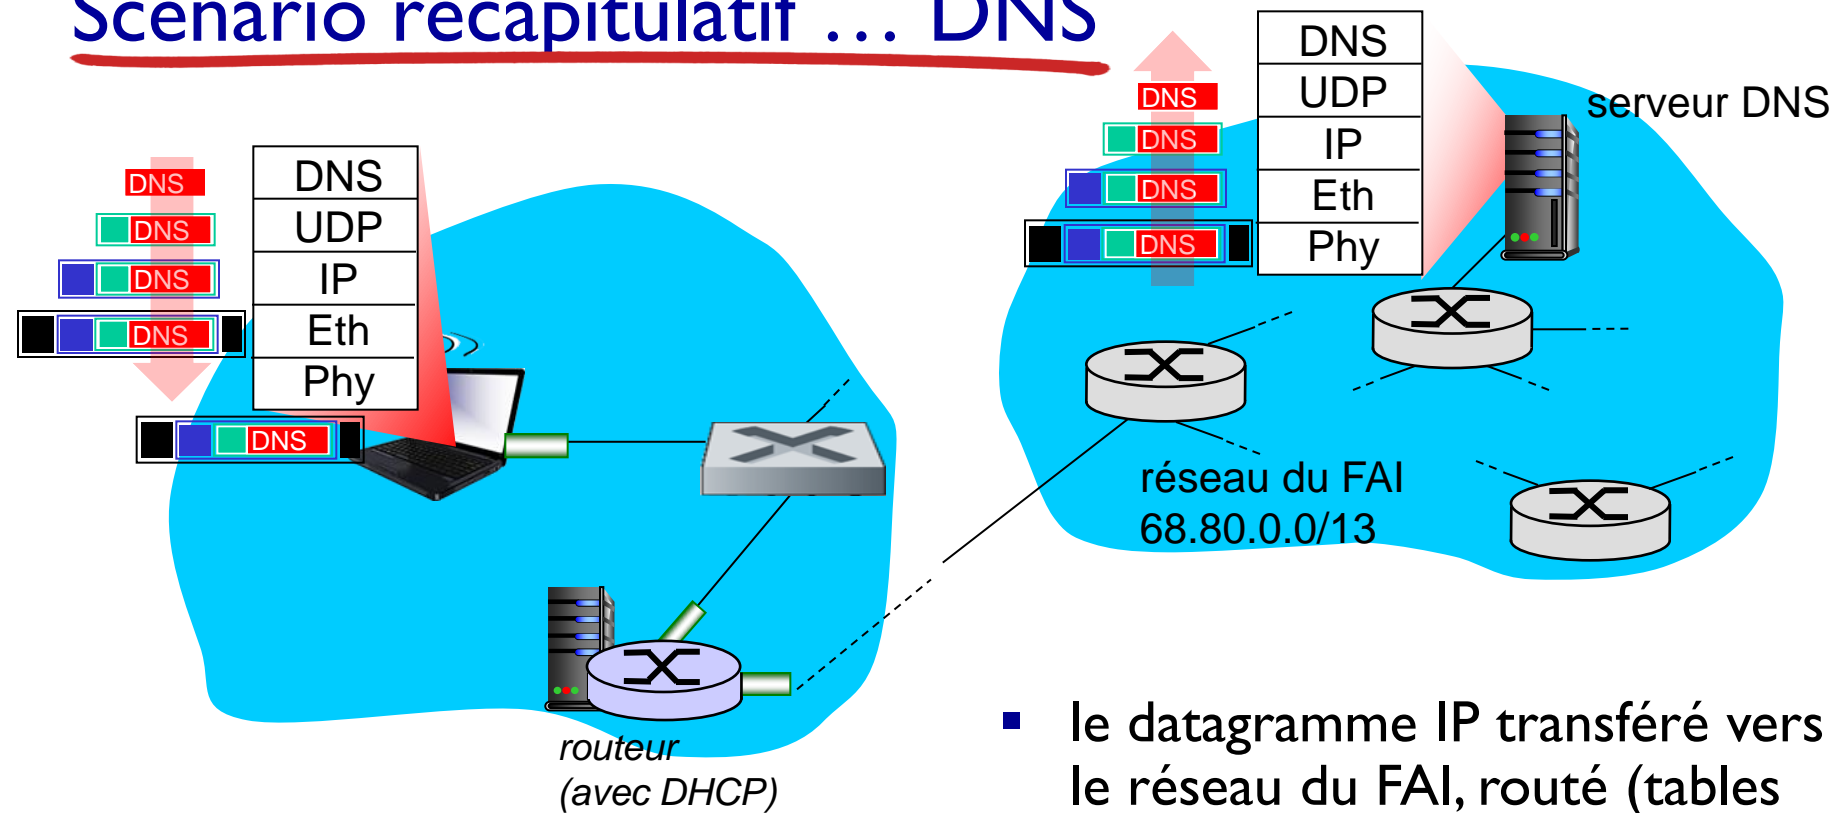 Scénario récapitulatif … DNS
DNS
UDP
IP
Eth
Phy
DNS
DNS
DNS
DNS
DNS
DNS
UDP
IP
Eth
Phy
DNS
DNS
DNS
DNS
serveur DNS
réseau du FAI
68.80.0.0/13
routeur
(avec DHCP)
▪ le datagramme IP transféré vers
le réseau du FAI, routé (tables